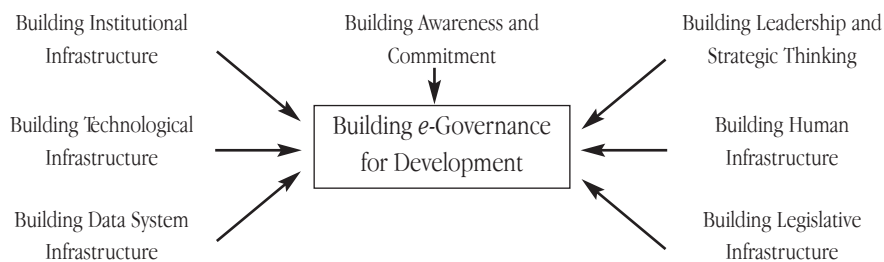 Building Institutional
Infrastructure
Building Awareness and
Commitment
Building Leadership and
Strategic Thinking
Building Technological
Infrastructure
Building e-Governance
for Development
Building Human
Infrastructure
Building Data System
Infrastructure
Building Legislative
Infrastructure